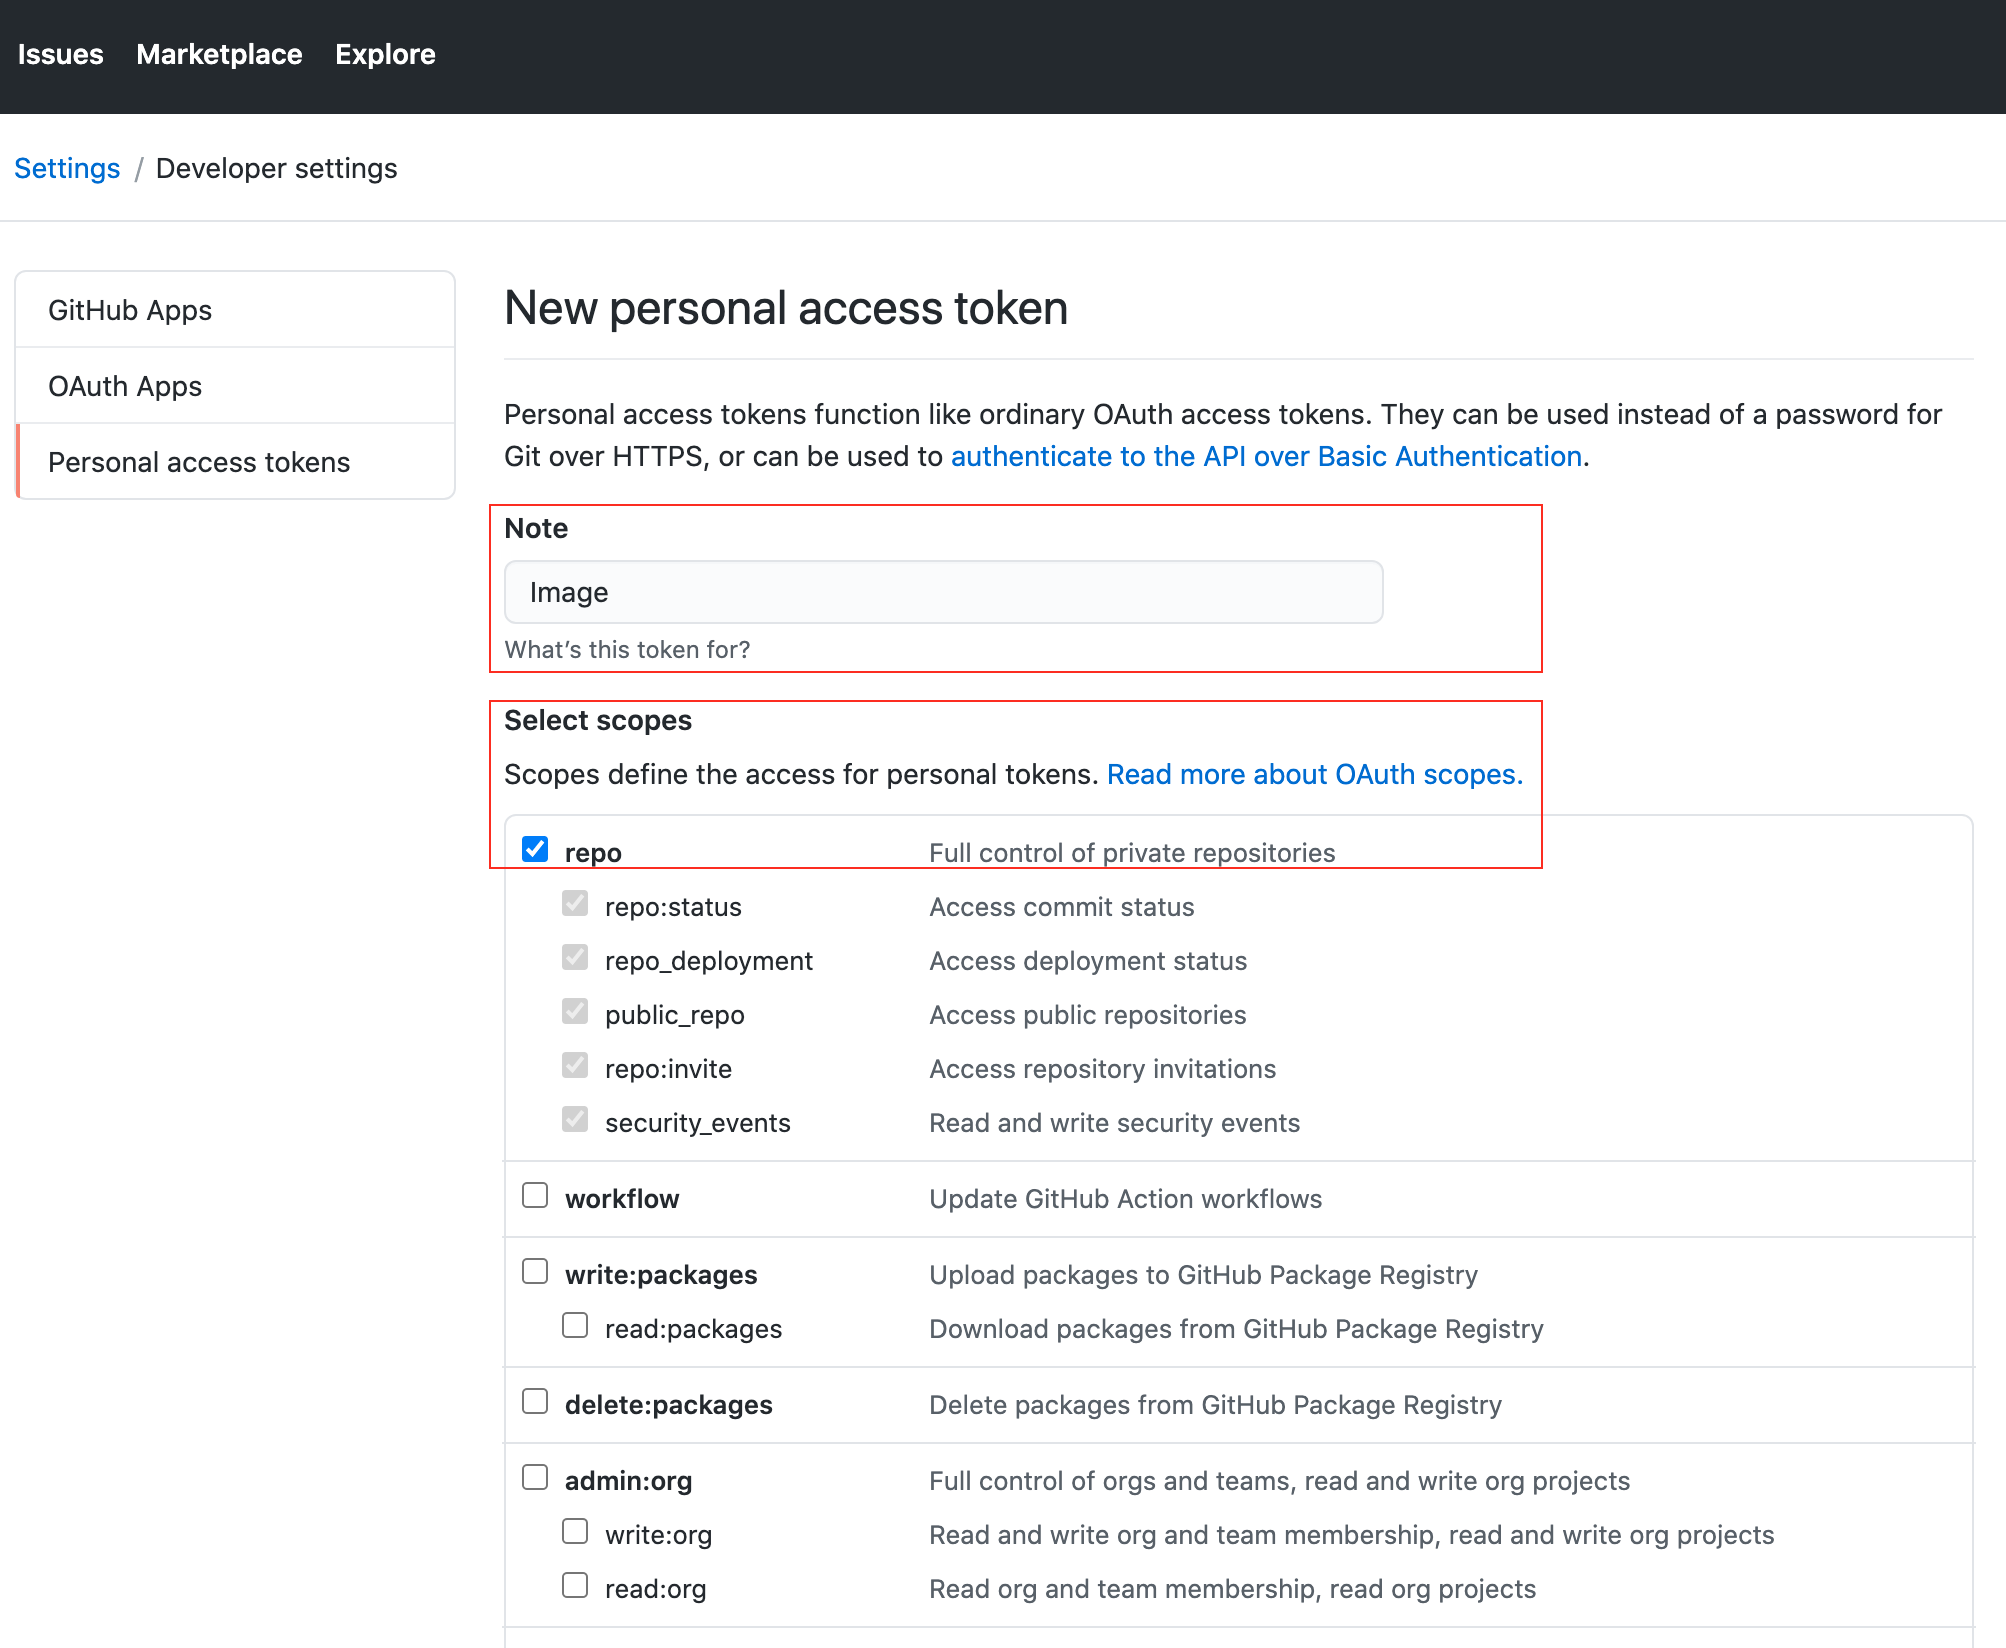 Issues Marketplace Explore
Settings / Developer settings
GitHub Apps
OAuth Apps
Personal access tokens
New personal access token
Personal access tokens function like ordinary OAuth access tokens. They can be used instead of a password for
Git over HTTPS, or can be used to authenticate to the API over Basic Authentication.
Note
Image
What's this token for?
Select scopes
Scopes define the access for personal tokens. Read more about OAuth scopes.
repo Full control of private repositories
repo:status Access commit status
repo_deployment Access deployment status
public_repo Access public repositories
repo:invite Access repository invitations
security_events Read and write security events
workflow Update GitHub Action workflows
write:packages Upload packages to GitHub Package Registry
read:packages Download packages from GitHub Package Registry
delete:packages Delete packages from GitHub Package Registry
admin:org Full control of orgs and teams, read and write org projects
write:org Read and write org and team membership, read and write org projects
read:org Read org and team membership, read org projects